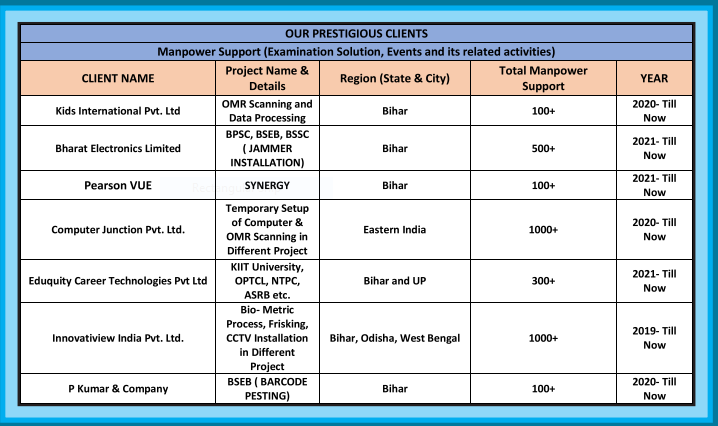 OUR PRESTIGIOUS CLIENTS
Manpower Support (Examination Solution, Events and its related activities)
CLIENT NAME
Project Name &
Details
Region (State & City)
Total Manpower
Support
YEAR
Kids International Pvt. Ltd
OMR Scanning and
Data Processing
Bihar
100+
2020- Till
Now
Bharat Electronics Limited
BPSC, BSEB, BSSC
( JAMMER
INSTALLATION)
Bihar
500+
2021- Till
Now
Pearson VUE
SYNERGY
Bihar
100+
2021- Till
Now
Computer Junction Pvt. Ltd.
Temporary Setup
of Computer &
OMR Scanning in
Different Project
Eastern India
1000+
2020- Till
Now
Eduquity Career Technologies Pvt Ltd
KIIT University,
OPTCL, NTPC,
ASRB etc.
Bihar and UP
300+
2021- Till
Now
Innovatiview India Pvt. Ltd.
Bio- Metric
Process, Frisking,
CCTV Installation
in Different
Project
Bihar, Odisha, West Bengal
1000+
2019- Till
Now
P Kumar & Company
BSEB ( BARCODE
PESTING)
Bihar
100+
2020- Till
Now